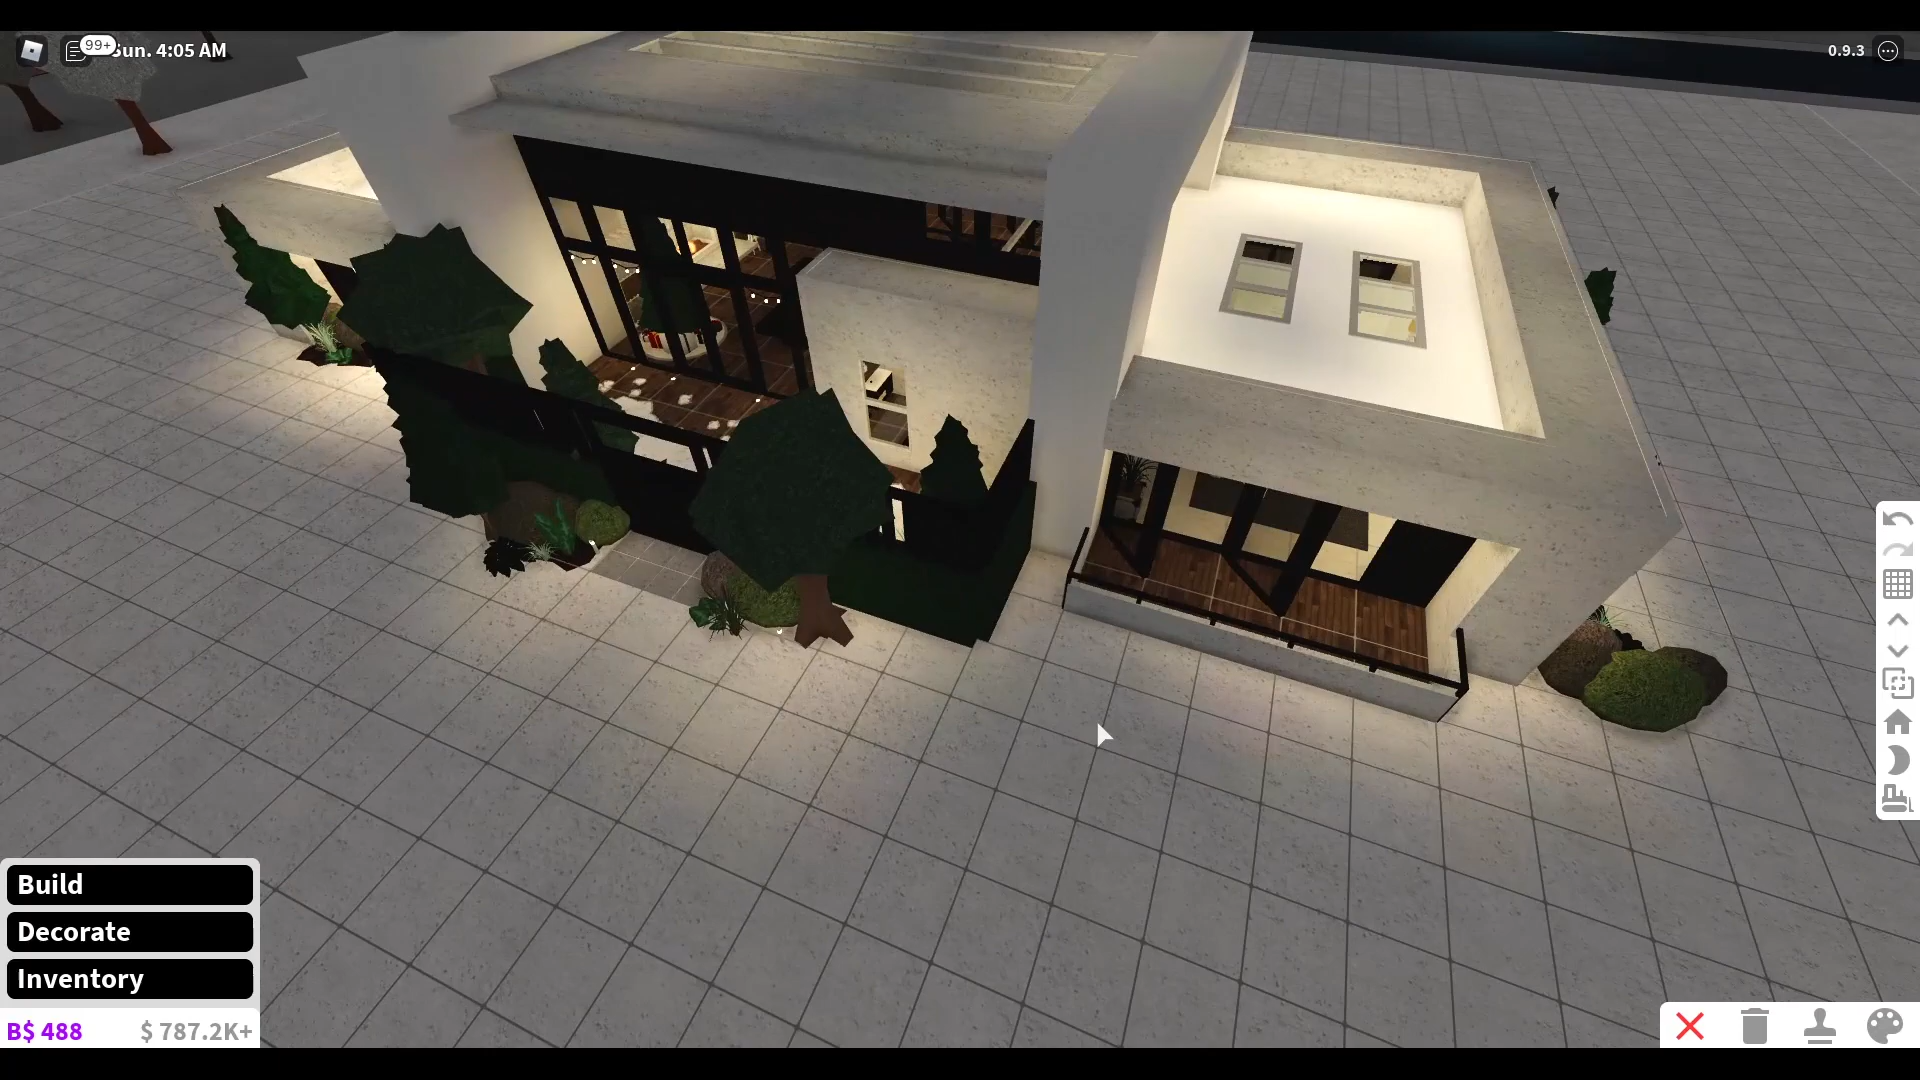 99+
Sun. 4:05 AM
0.9.3
Build
Decorate
Inventory
B$ 488
$ 787.2K+